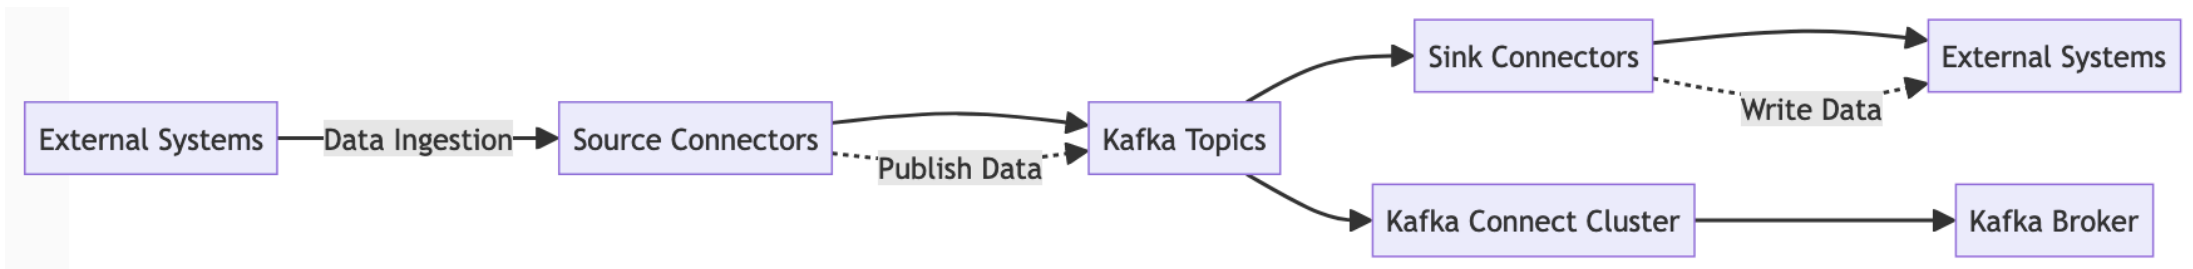 External Systems
Data Ingestion
Source Connectors
Publish Data
Kafka Topics
Sink Connectors
Write Data
External Systems
Kafka Connect Cluster
Kafka Broker